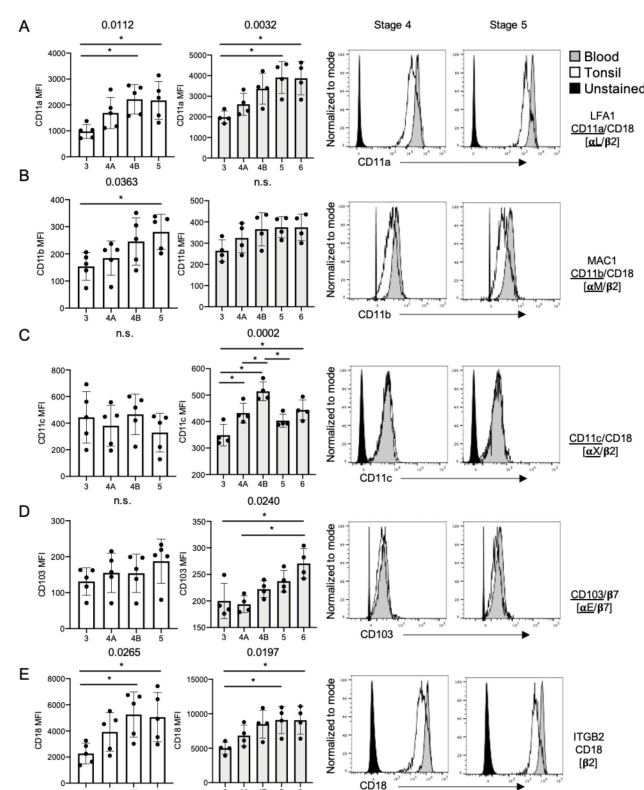 A
0.0112
0.0032
Stage 4
Stage 5
*
*
*
*
CD11a MFI
4000
3000
2000
1000
0
3 4A 4B 5
CD11a MFI
5000
4000
3000
2000
1000
0
3 4A 4B 5 6
Normalized to mode
CD11a
Blood
Tonsil
Unstained
LFA1
CD11a/CD18
[αL/β2]
B
0.0363
n.s.
*
CD11b MFI
400
300
200
100
0
3 4A 4B 5
CD11b MFI
500
400
300
200
100
0
3 4A 4B 5 6
Normalized to mode
CD11b
MAC1
CD11b/CD18
[αM/β2]
C
n.s.
0.0002
*
*
*
*
*
CD11c MFI
800
600
400
200
0
3 4A 4B 5
CD11c MFI
600
500
400
300
200
3 4A 4B 5 6
Normalized to mode
CD11c
CD11c/CD18
[αX/β2]
D
n.s.
0.0240
*
*
CD103 MFI
300
200
100
0
3 4A 4B 5
CD103 MFI
350
300
250
200
150
3 4A 4B 5 6
Normalized to mode
CD103
CD103/β7
[αE/β7]
E
0.0265
0.0197
*
*
*
*
CD18 MFI
8000
6000
4000
2000
0
CD18 MFI
15000
10000
5000
0
Normalized to mode
CD18
ITGB2
CD18
[β2]